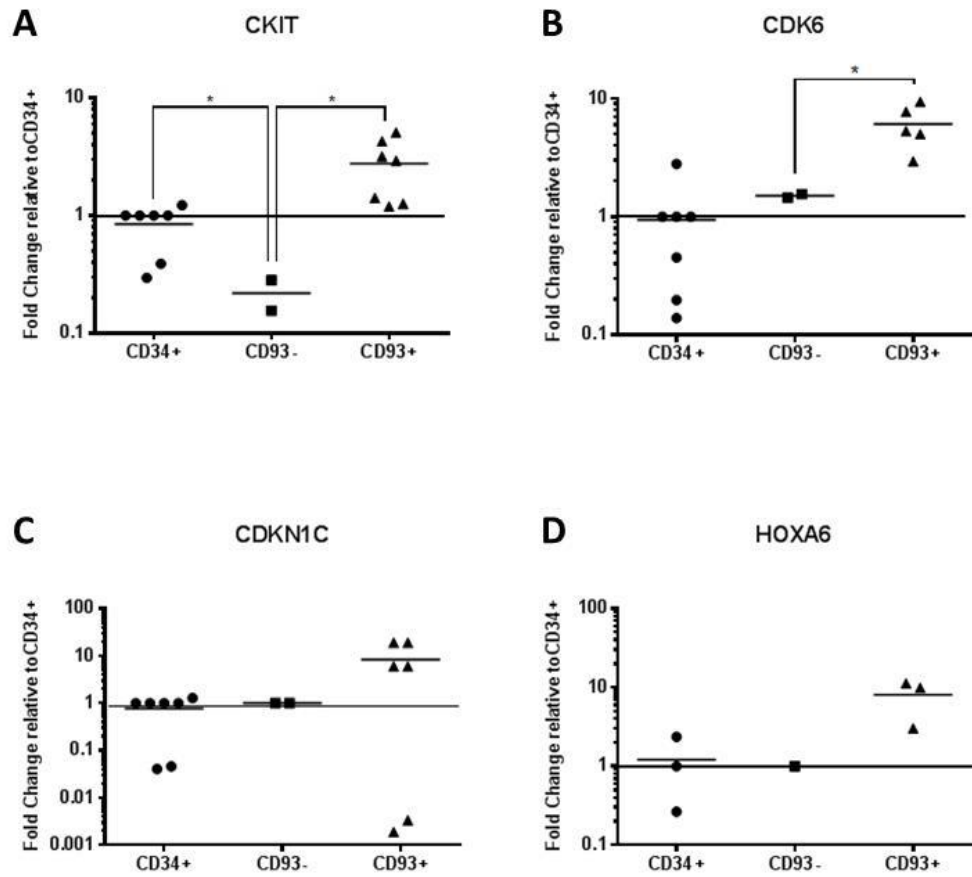 A
CKIT
Fold Change relative toCD34+
10
1
0.1
*
*
CD34+
CD93-
CD93+
B
CDK6
Fold Change relative toCD34+
10
1
0.1
*
CD34+
CD93-
CD93+
C
CDKN1C
Fold Change relative toCD34+
100
10
1
0.1
0.01
0.001
CD34+
CD93-
CD93+
D
HOXA6
Fold Change relative toCD34+
100
10
1
0.1
CD34+
CD93-
CD93+